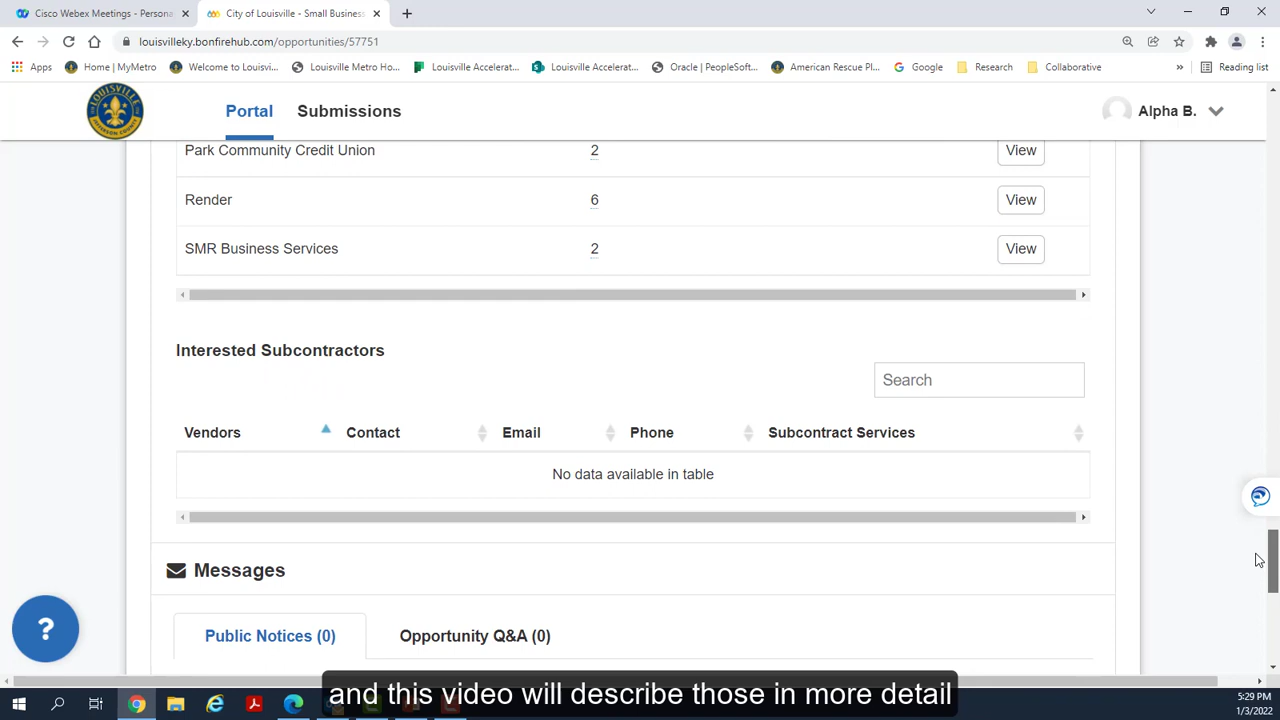 Cisco Webex Meetings - Persona
City of Louisville - Small Business
louisvilleky.bonfirehub.com/opportunities/57751
Apps
Home | MyMetro
Welcome to Louisvi...
Louisville Metro Ho...
Louisville Accelerat...
Louisville Accelerat...
Oracle | PeopleSoft...
American Rescue Pl...
Google
Research
Collaborative
»
Reading list
LOUISVILLE
JEFFERSON COUNTY
Portal
Submissions
Alpha B.
Park Community Credit Union 2 View
Render 6 View
SMR Business Services 2 View
Interested Subcontractors
Search
Vendors Contact Email Phone Subcontract Services
No data available in table
Messages
?
Public Notices (0) Opportunity Q&A (0)
and this video will describe those in more detail
5:29 PM
1/3/2022